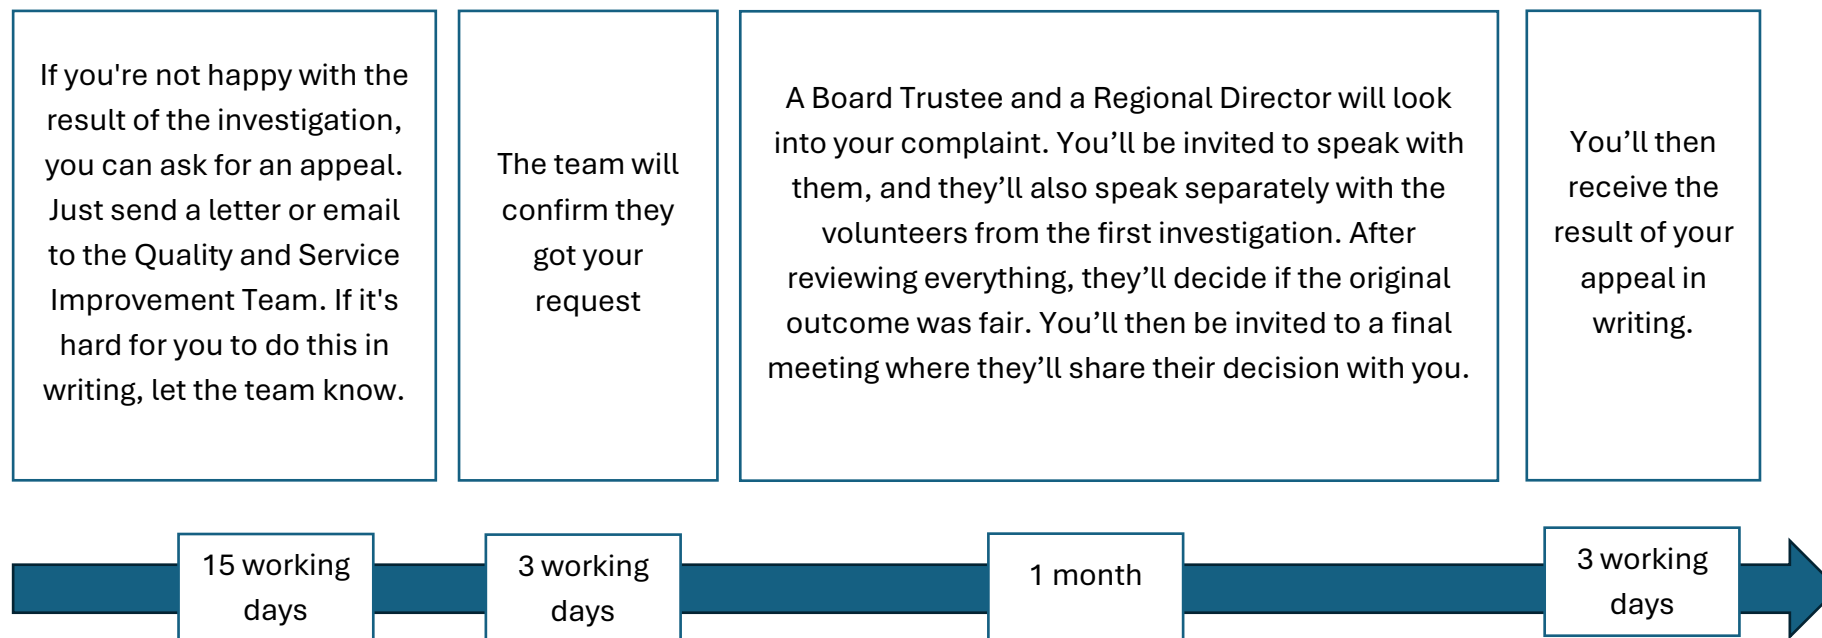 If you're not happy with the
result of the investigation,
you can ask for an appeal.
Just send a letter or email
to the Quality and Service
Improvement Team. If it's
hard for you to do this in
writing, let the team know.
The team will
confirm they
got your
request
A Board Trustee and a Regional Director will look
into your complaint. You’ll be invited to speak with
them, and they’ll also speak separately with the
volunteers from the first investigation. After
reviewing everything, they’ll decide if the original
outcome was fair. You’ll then be invited to a final
meeting where they’ll share their decision with you.
You’ll then
receive the
result of your
appeal in
writing.
15 working
days
3 working
days
1 month
3 working
days